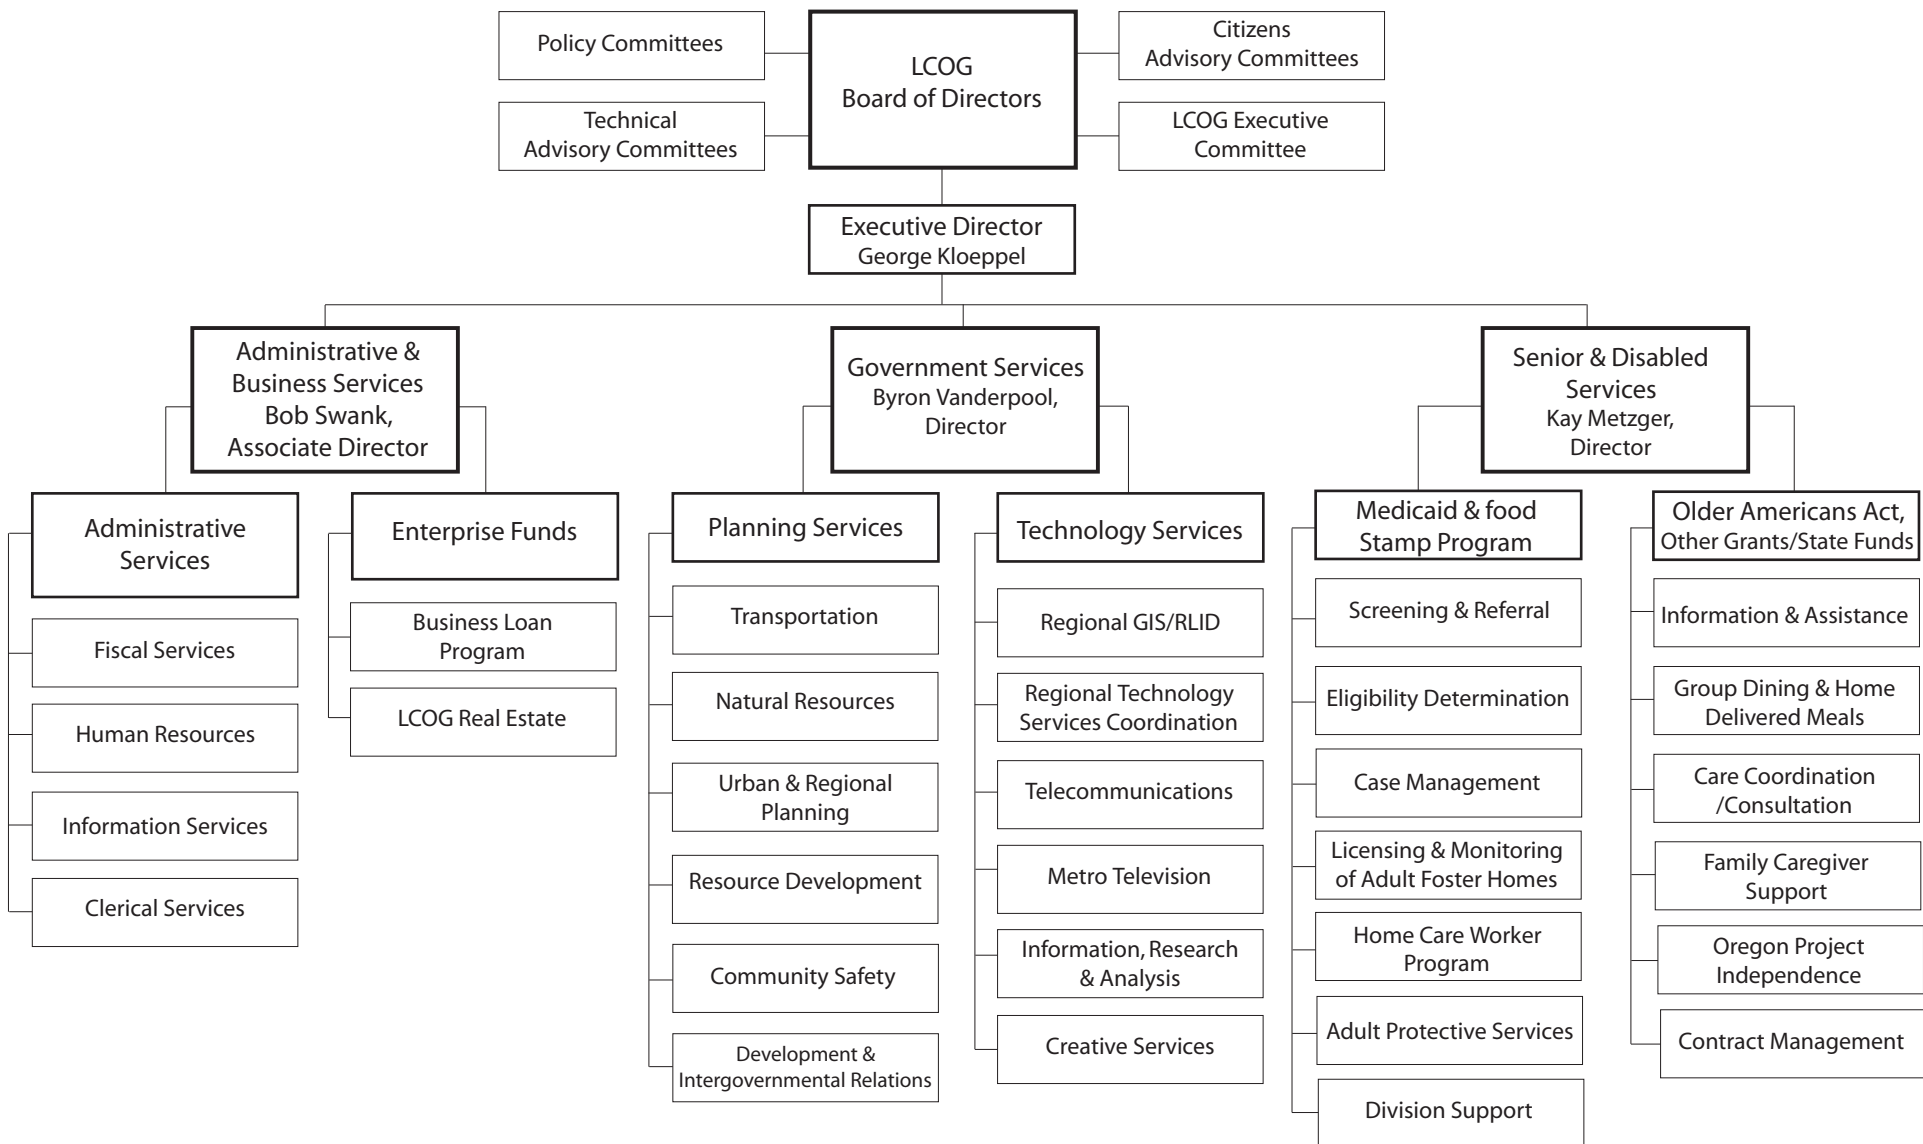 Policy Committees
LCOG
Board of Directors
Citizens
Advisory Committees
Technical
Advisory Committees
LCOG Executive
Committee
Executive Director
George Kloeppel
Administrative &
Business Services
Bob Swank,
Associate Director
Government Services
Byron Vanderpool,
Director
Senior & Disabled
Services
Kay Metzger,
Director
Administrative
Services
Fiscal Services
Human Resources
Information Services
Clerical Services
Enterprise Funds
Business Loan
Program
LCOG Real Estate
Planning Services
Transportation
Natural Resources
Urban & Regional
Planning
Resource Development
Community Safety
Development &
Intergovernmental Relations
Technology Services
Regional GIS/RLID
Regional Technology
Services Coordination
Telecommunications
Metro Television
Information, Research
& Analysis
Creative Services
Medicaid & food
Stamp Program
Screening & Referral
Eligibility Determination
Case Management
Licensing & Monitoring
of Adult Foster Homes
Home Care Worker
Program
Adult Protective Services
Division Support
Older Americans Act,
Other Grants/State Funds
Information & Assistance
Group Dining & Home
Delivered Meals
Care Coordination
/Consultation
Family Caregiver
Support
Oregon Project
Independence
Contract Management